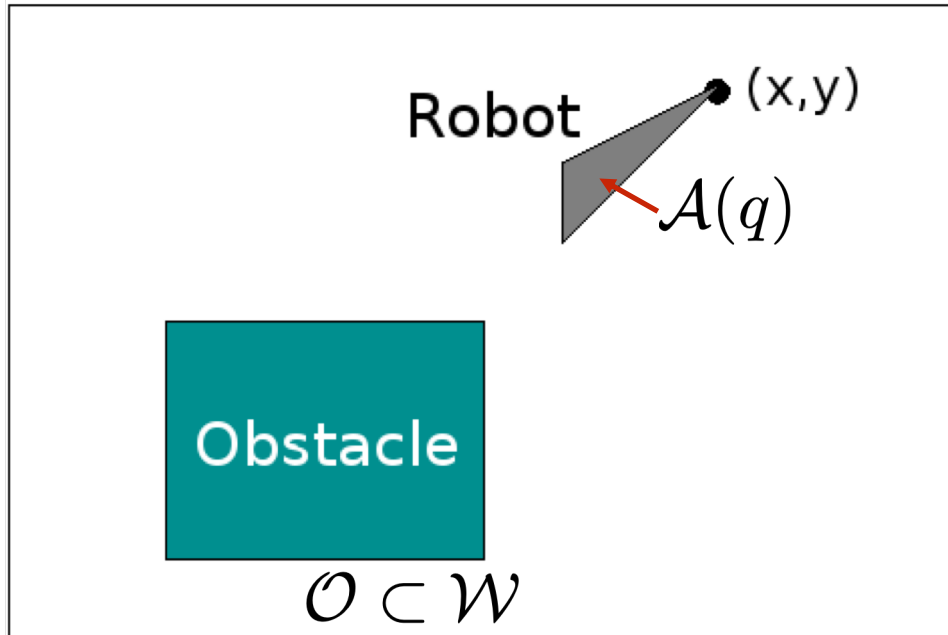 (x,y)
Robot
𝒜(q)
Obstacle
𝒪 ⊂ 𝒲